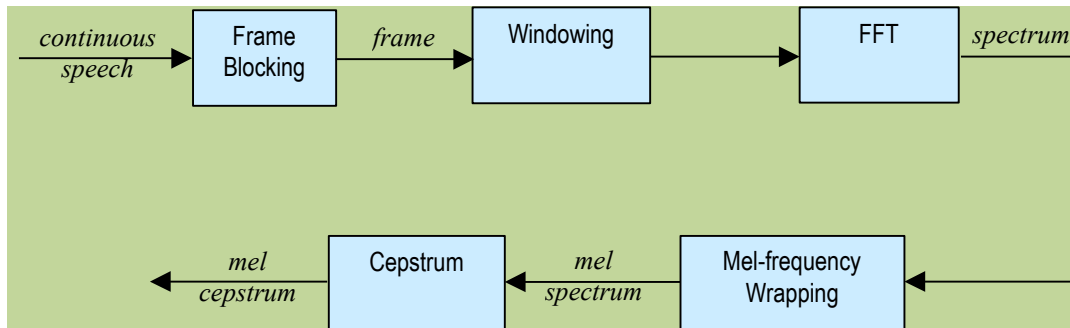 continuous
speech
Frame
Blocking
frame
Windowing
FFT
spectrum
mel
cepstrum
Cepstrum
mel
spectrum
Mel-frequency
Wrapping